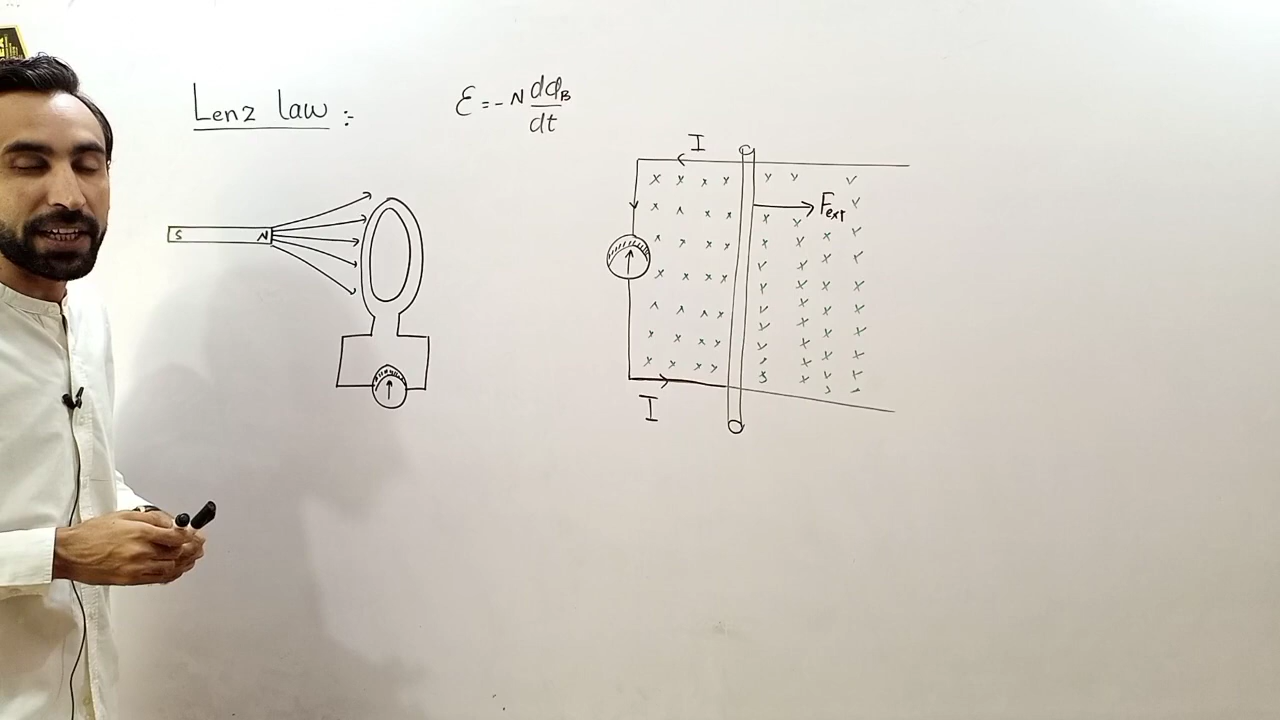 Lenz law :-
ε = - N dΦB/dt
I
S N
Fext
I